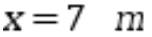 x = 7 m